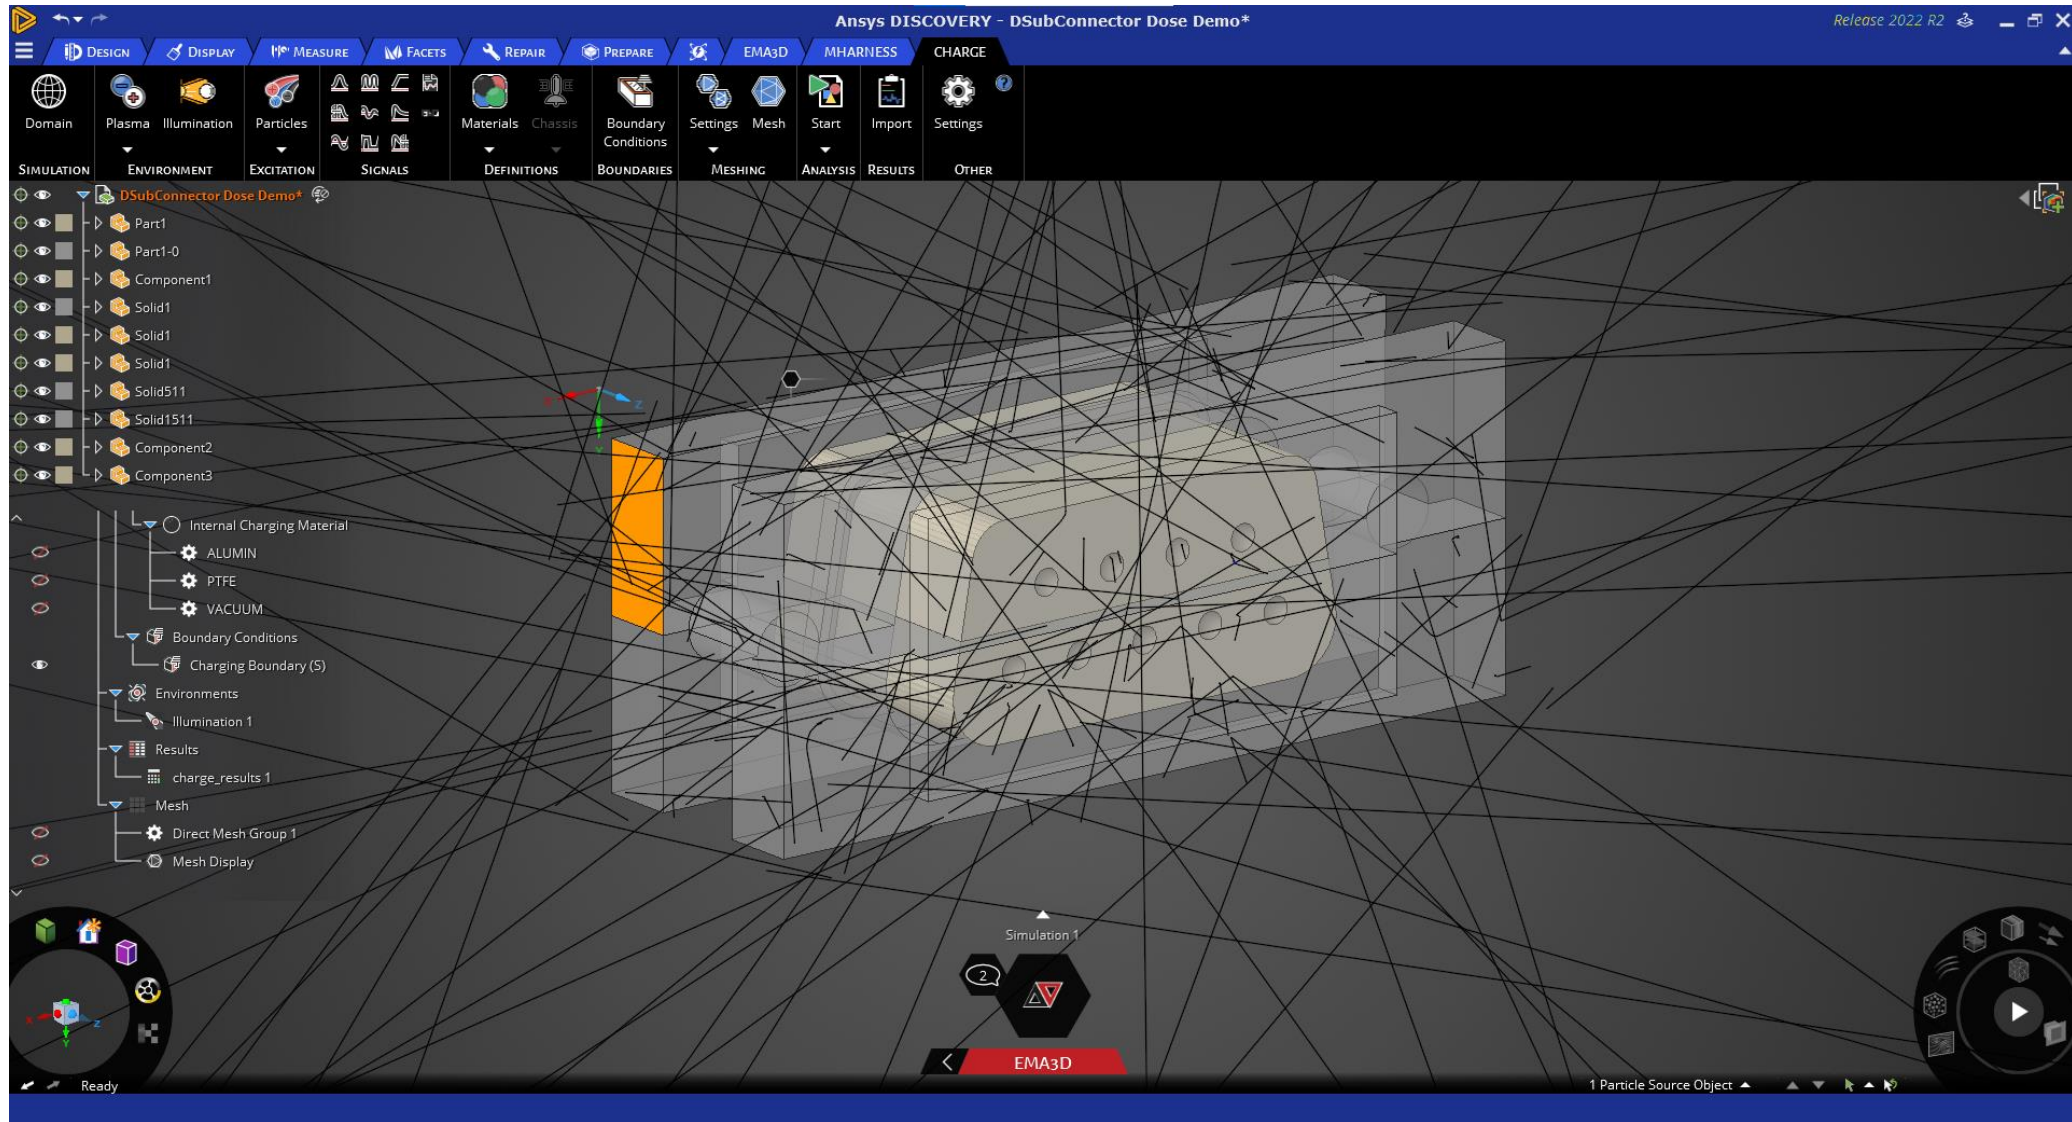 Ansys DISCOVERY - DSubConnector Dose Demo*
Release 2022 R2
DESIGN
DISPLAY
MEASURE
FACETS
REPAIR
PREPARE
EMA3D
MHARNESS
CHARGE
Domain
Plasma
Illumination
Particles
Materials
Chassis
Boundary
Conditions
Settings
Mesh
Start
Import
Settings
SIMULATION
ENVIRONMENT
EXCITATION
SIGNALS
DEFINITIONS
BOUNDARIES
MESHING
ANALYSIS
RESULTS
OTHER
DSubConnector Dose Demo*
Part1
Part1-0
Component1
Solid1
Solid1
Solid1
Solid511
Solid1511
Component2
Component3
Internal Charging Material
ALUMIN
PTFE
VACUUM
Boundary Conditions
Charging Boundary (S)
Environments
Illumination 1
Results
charge_results 1
Mesh
Direct Mesh Group 1
Mesh Display
Z
Y
X
Z
Y
Simulation 1
2
EMA3D
Ready
1 Particle Source Object